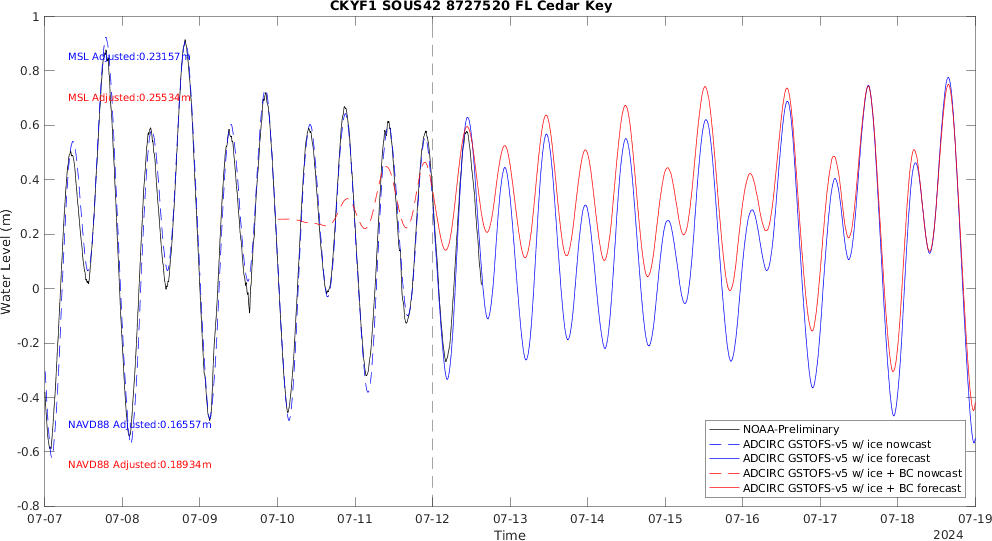 CKYF1 SOUS42 8727520 FL Cedar Key
1
0.8
0.6
0.4
0.2
0
-0.2
-0.4
-0.6
-0.8
Water Level (m)
MSL Adjusted:0.23157m
MSL Adjusted:0.25534m
NAVD88 Adjusted:0.16557m
NAVD88 Adjusted:0.18934m
NOAA-Preliminary
ADCIRC GSTOFS-v5 w/ ice nowcast
ADCIRC GSTOFS-v5 w/ ice forecast
ADCIRC GSTOFS-v5 w/ ice + BC nowcast
ADCIRC GSTOFS-v5 w/ ice + BC forecast
07-07 07-08 07-09 07-10 07-11 07-12 07-13 07-14 07-15 07-16 07-17 07-18 07-19
Time
2024